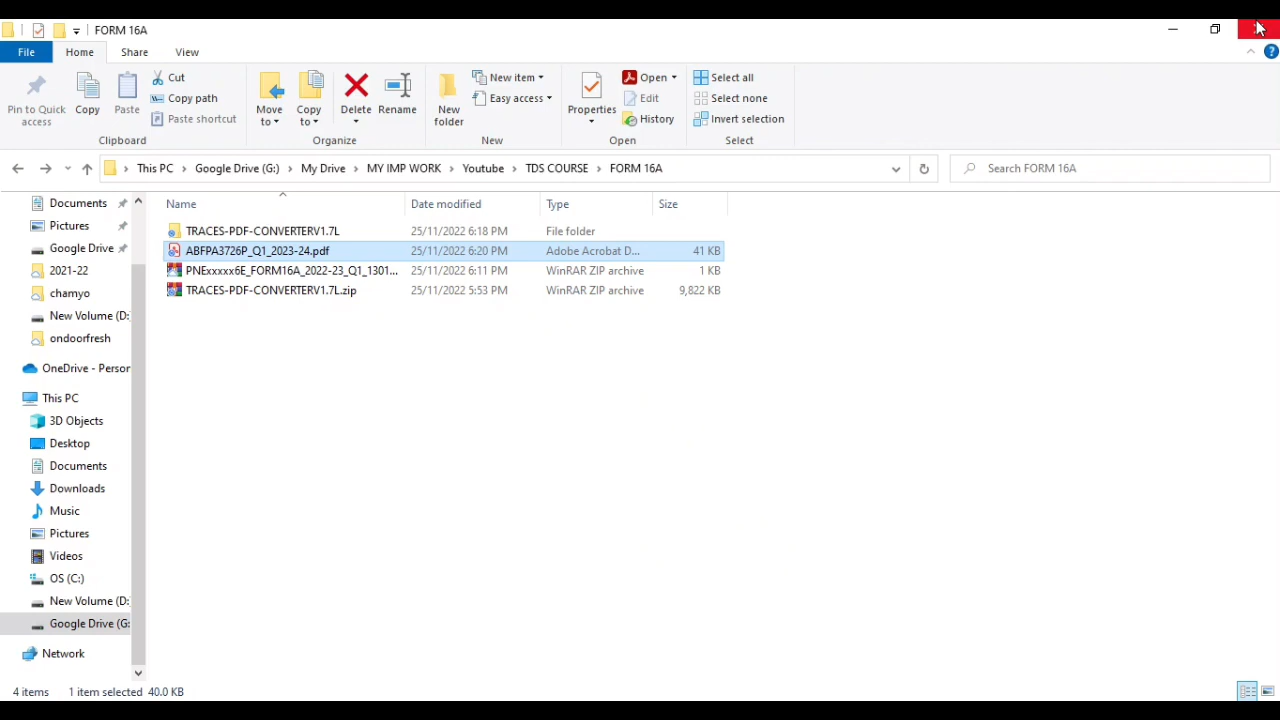 FORM 16A
File Home Share View
Pin to Quick access
Copy
Paste
Cut
Copy path
Paste shortcut
Clipboard
Move to
Copy to
Delete
Rename
Organize
New folder
New item
Easy access
New
Properties
Open
Edit
History
Open
Select all
Select none
Invert selection
Select
This PC > Google Drive (G:) > My Drive > MY IMP WORK > Youtube > TDS COURSE > FORM 16A
Search FORM 16A
Name Date modified Type Size
TRACES-PDF-CONVERTERV1.7L 25/11/2022 6:18 PM File folder
ABFPA3726P_Q1_2023-24.pdf 25/11/2022 6:20 PM Adobe Acrobat D... 41 KB
PNExxxxx6E_FORM16A_2022-23_Q1_1301... 25/11/2022 6:11 PM WinRAR ZIP archive 1 KB
TRACES-PDF-CONVERTERV1.7L.zip 25/11/2022 5:53 PM WinRAR ZIP archive 9,822 KB
Documents
Pictures
Google Drive
2021-22
chamyo
New Volume (D:
ondoorfresh
OneDrive - Person
This PC
3D Objects
Desktop
Documents
Downloads
Music
Pictures
Videos
OS (C:)
New Volume (D:
Google Drive (G:
Network
4 items 1 item selected 40.0 KB